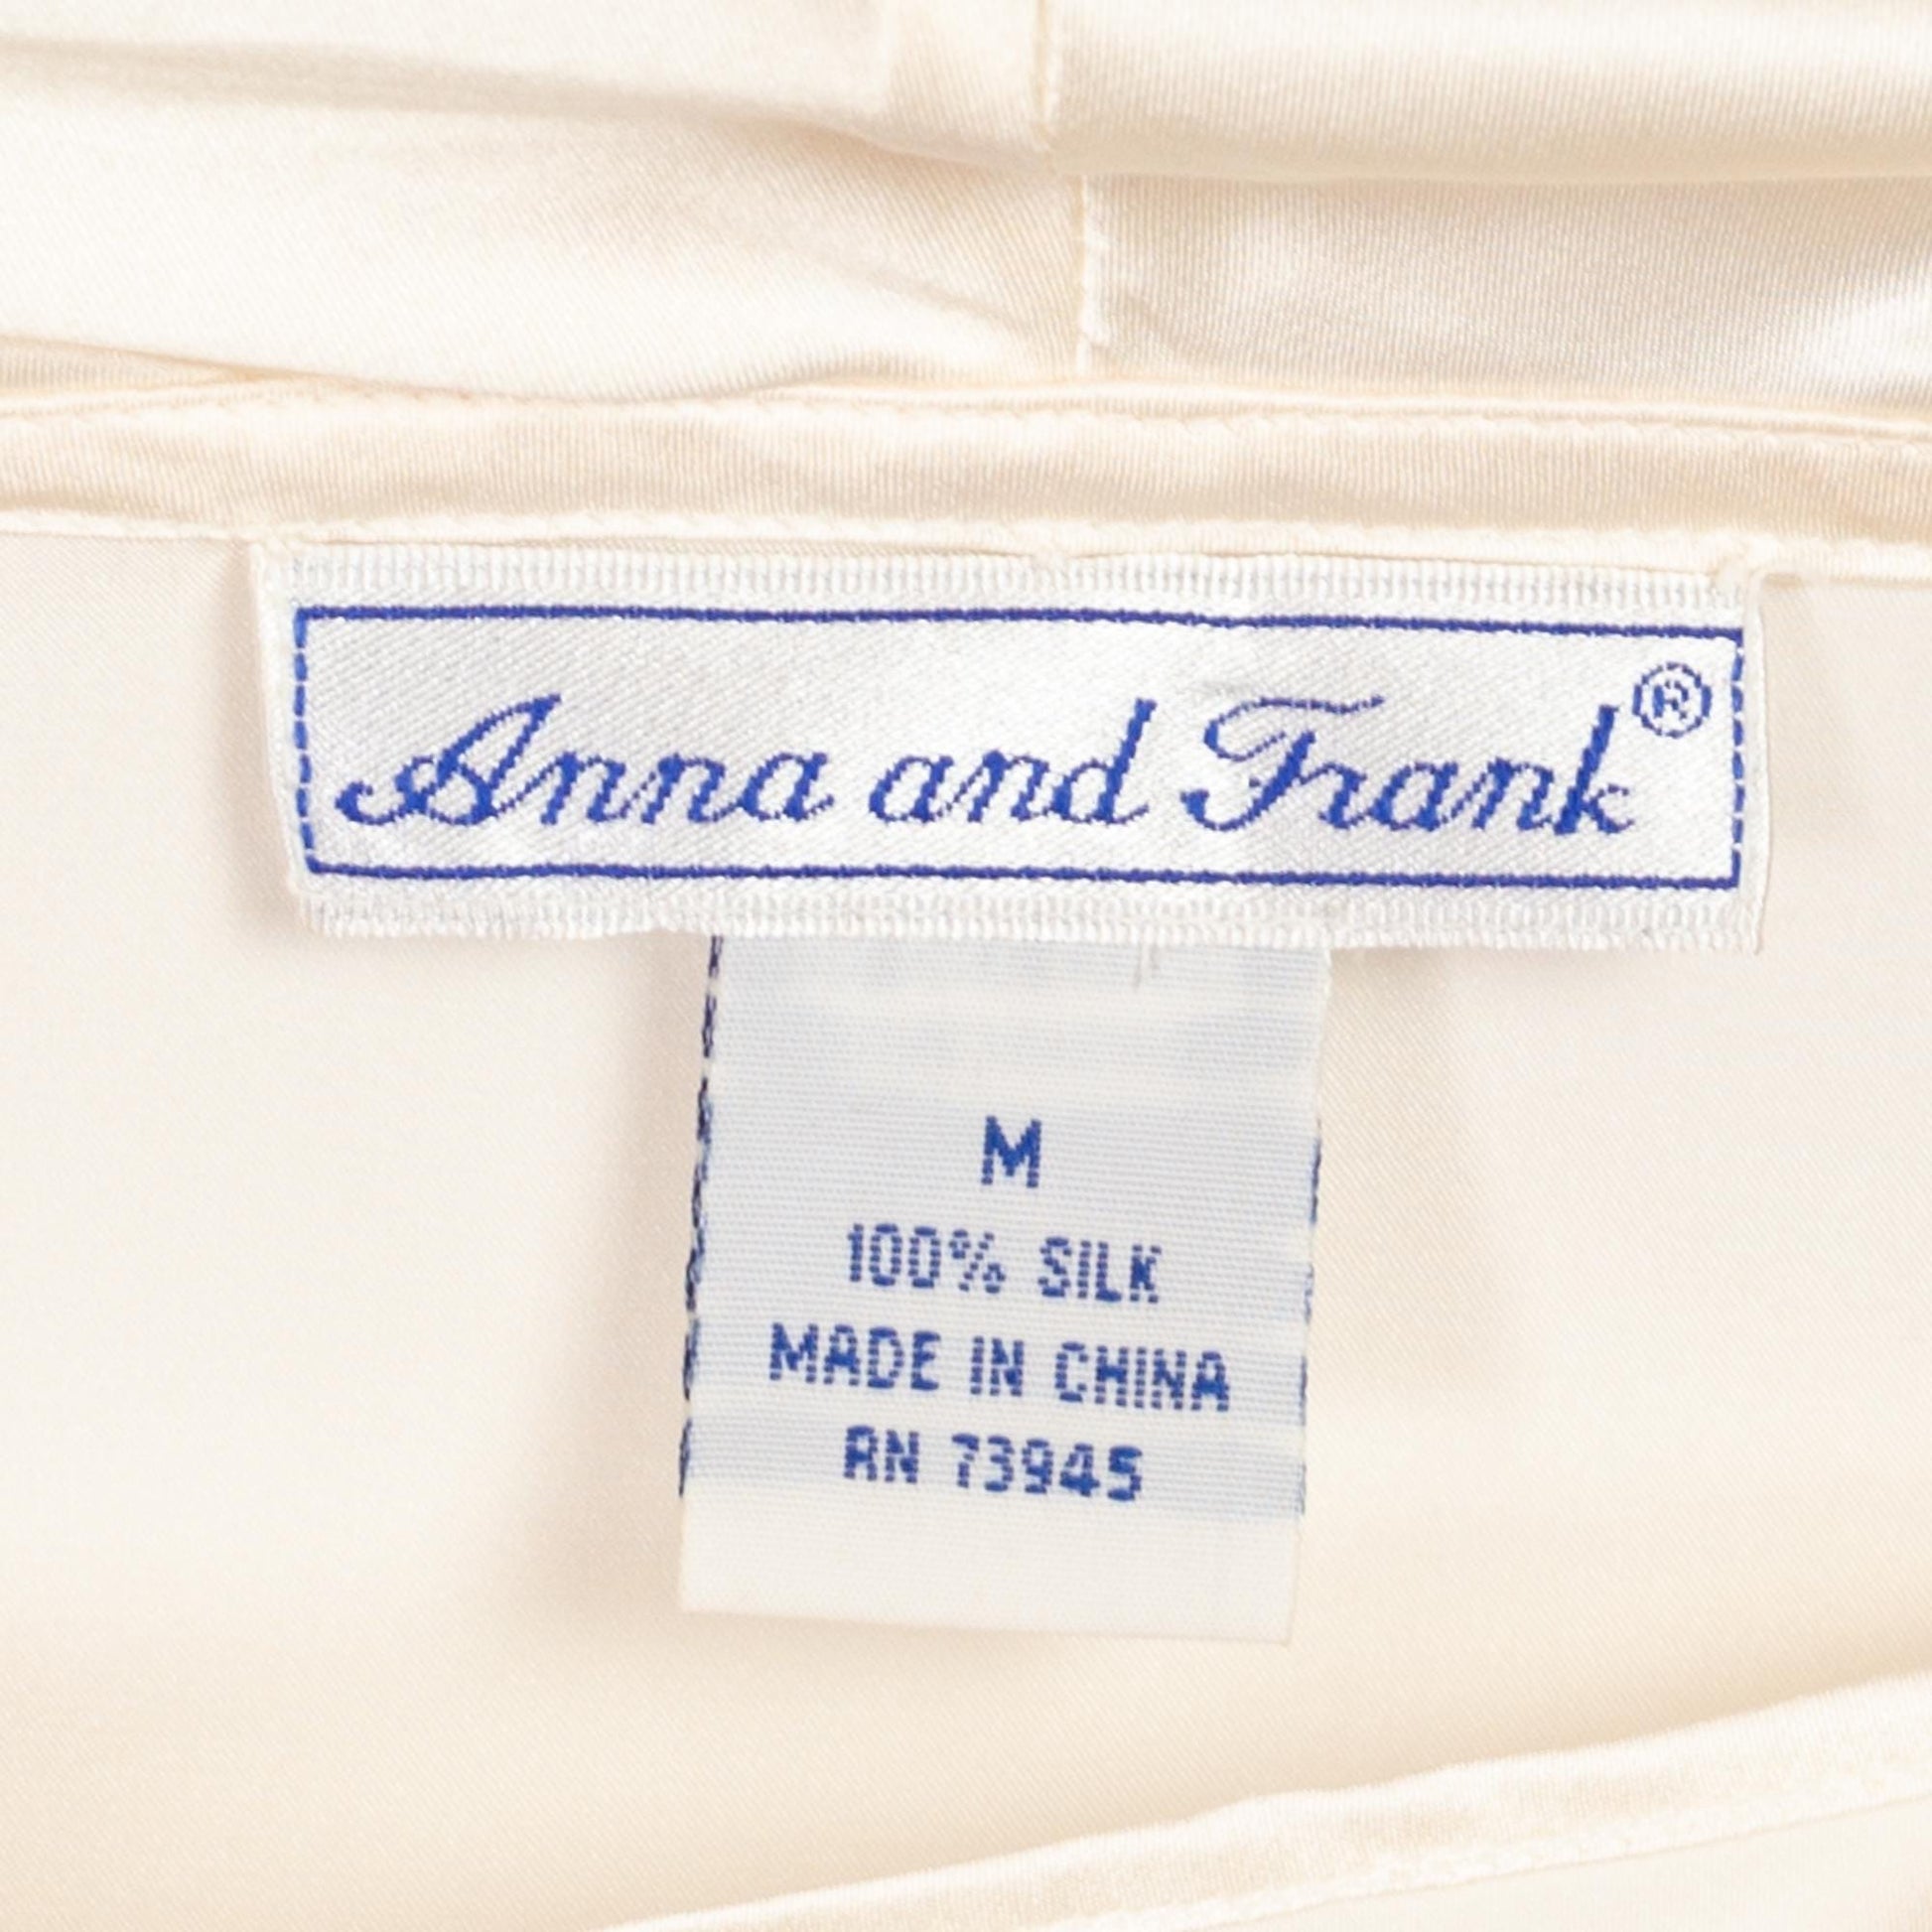 Anna and Frank®
M
100% SILK
MADE IN CHINA
RN 73945